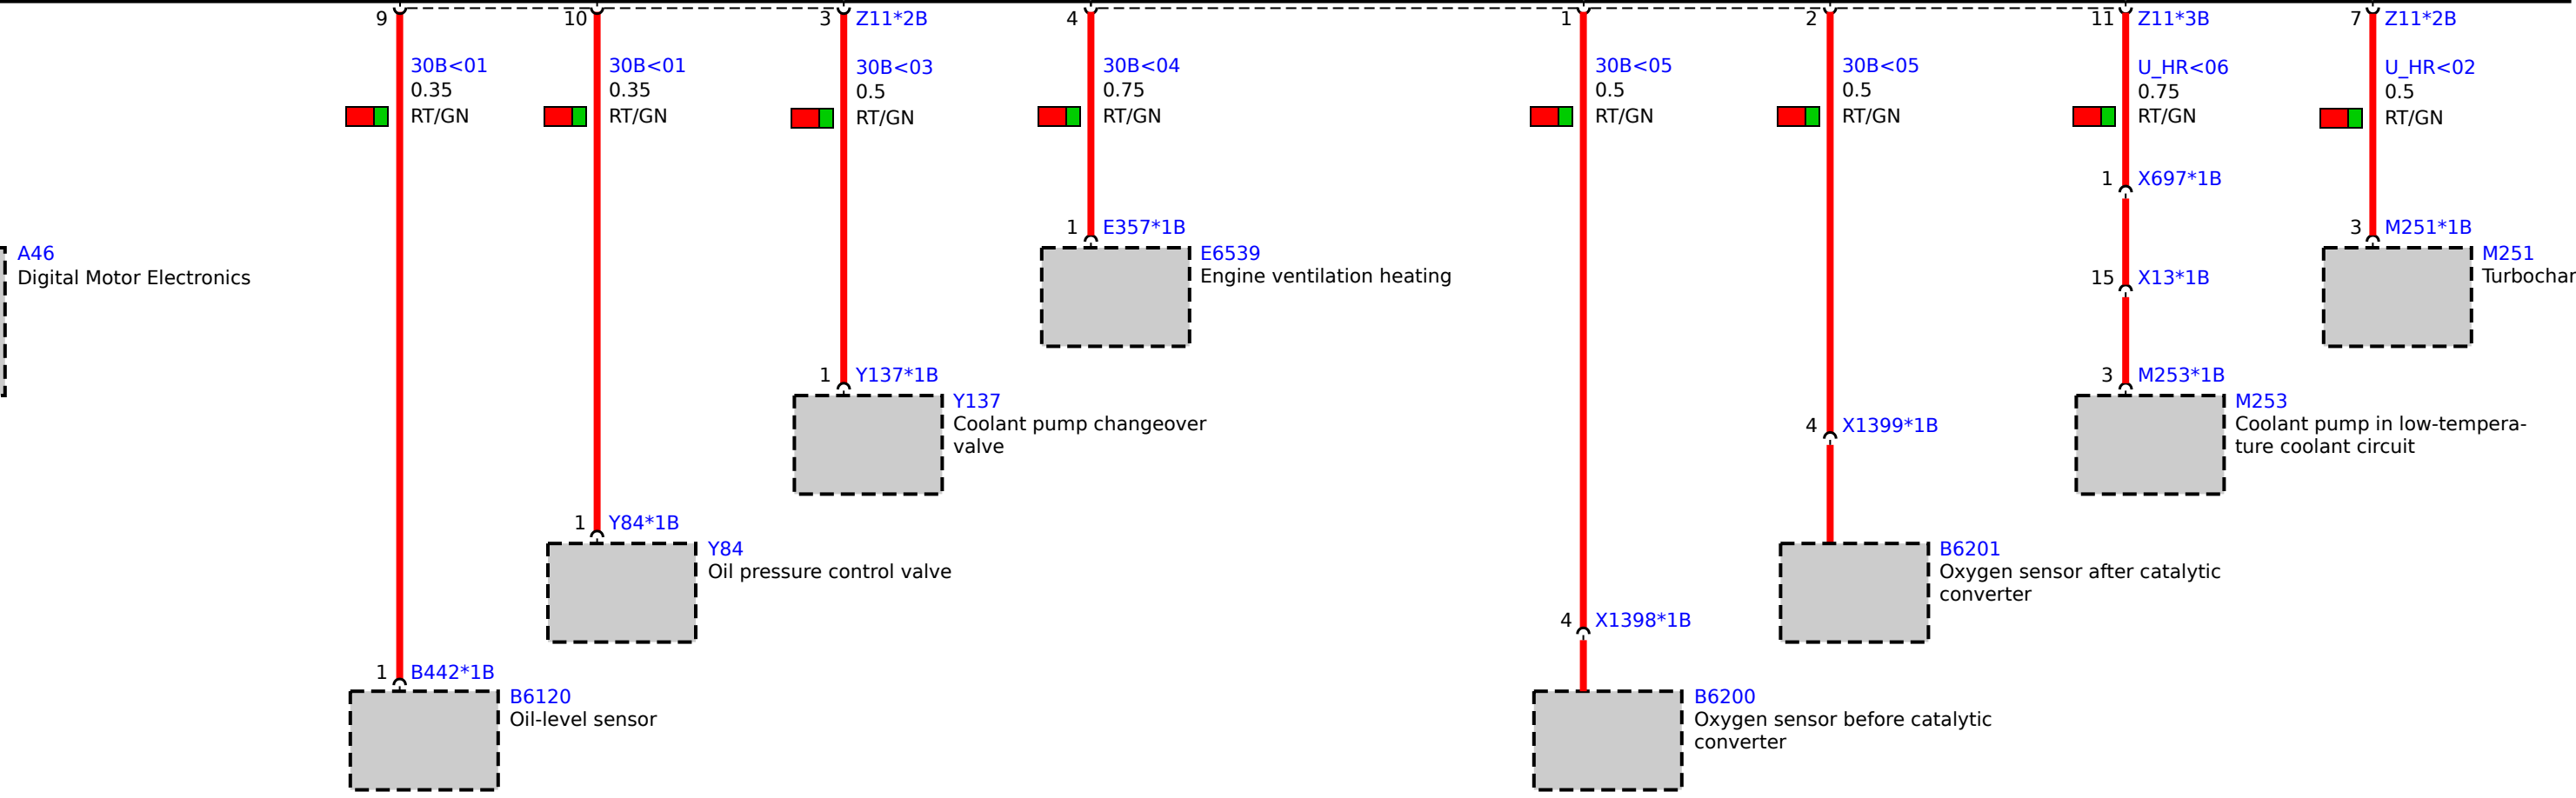 9
10
3 Z11*2B
4
1
2
11 Z11*3B
7 Z11*2B
30B<01
0.35
RT/GN
30B<01
0.35
RT/GN
30B<03
0.5
RT/GN
30B<04
0.75
RT/GN
30B<05
0.5
RT/GN
30B<05
0.5
RT/GN
U_HR<06
0.75
RT/GN
U_HR<02
0.5
RT/GN
1 X697*1B
1 E357*1B
3 M251*1B
A46
Digital Motor Electronics
E6539
Engine ventilation heating
15 X13*1B
M251
Turbochar
1 Y137*1B
3 M253*1B
Y137
Coolant pump changeover
valve
4 X1399*1B
M253
Coolant pump in low-tempera-
ture coolant circuit
1 Y84*1B
Y84
Oil pressure control valve
B6201
Oxygen sensor after catalytic
converter
4 X1398*1B
1 B442*1B
B6120
Oil-level sensor
B6200
Oxygen sensor before catalytic
converter